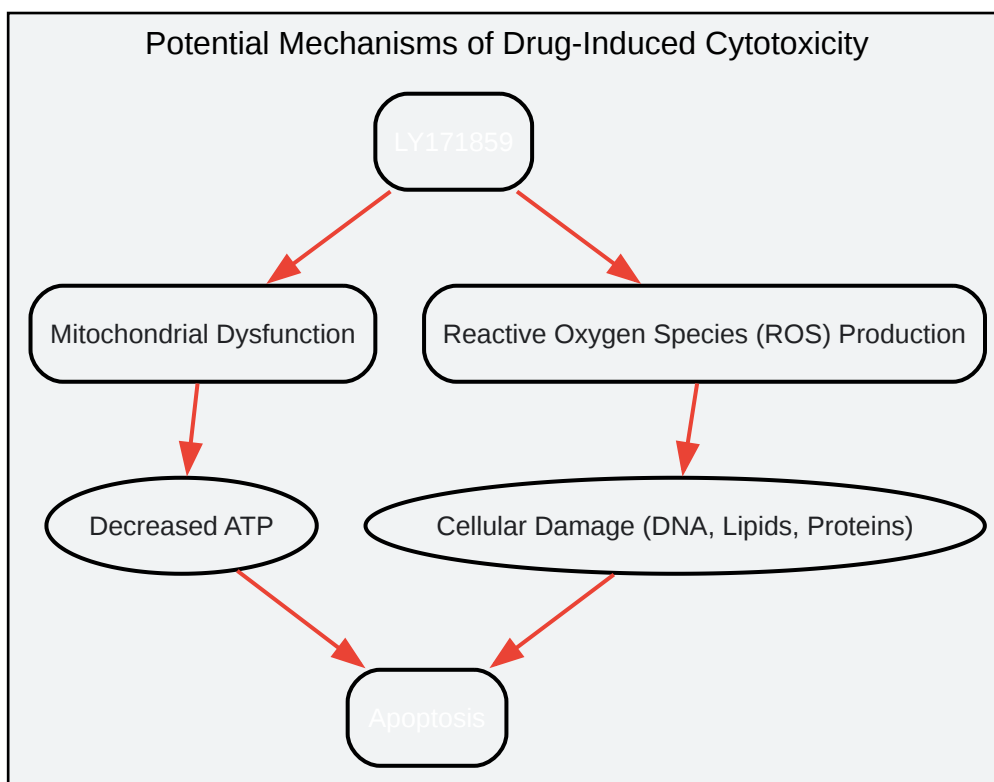 Potential Mechanisms of Drug-Induced Cytotoxicity
LY171859
Mitochondrial Dysfunction
Reactive Oxygen Species (ROS) Production
Decreased ATP
Cellular Damage (DNA, Lipids, Proteins)
Apoptosis